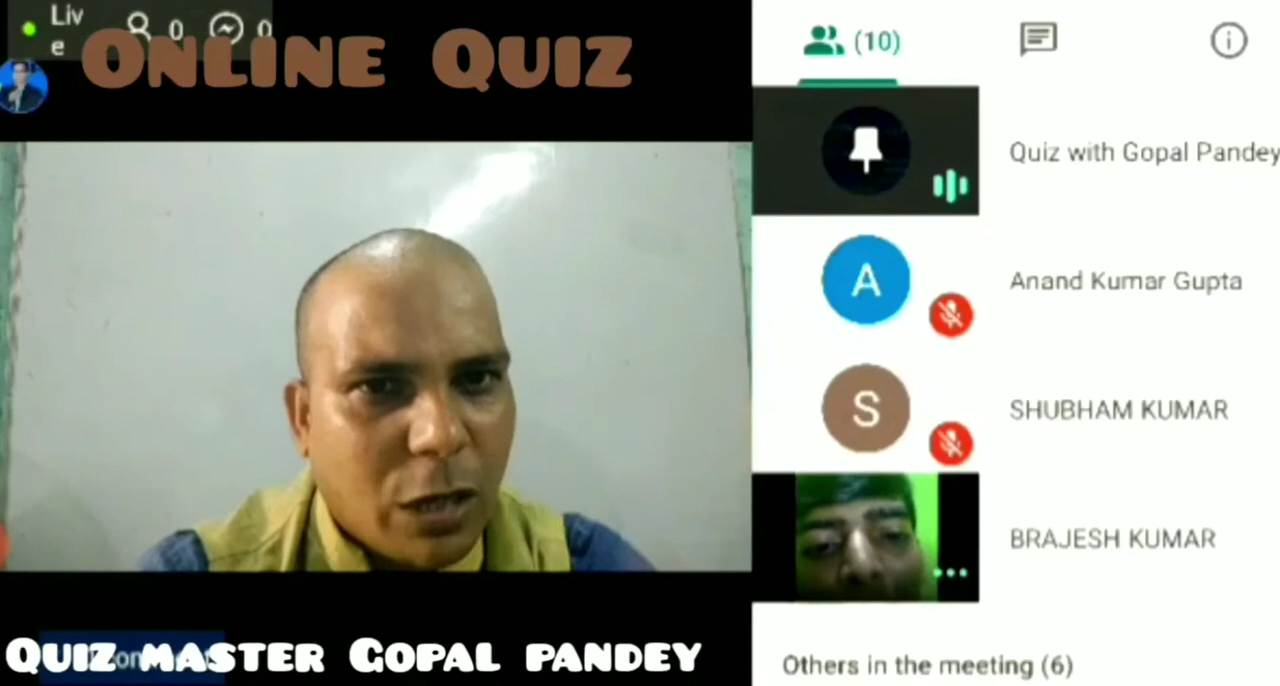 Liv
e
0
0
ONLINE QUIZ
(10)
Quiz with Gopal Pandey
A
Anand Kumar Gupta
S
SHUBHAM KUMAR
BRAJESH KUMAR
QUIZ MASTER GOPAL PANDEY
Others in the meeting (6)